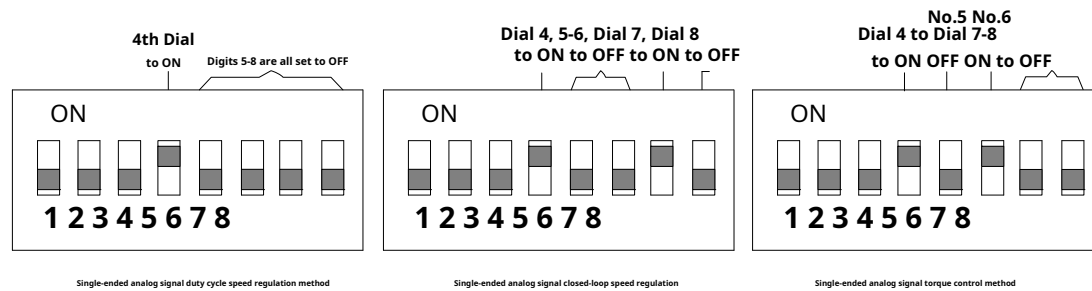 4th Dial
to ON
Digits 5-8 are all set to OFF
ON
1 2 3 4 5 6 7 8
Single-ended analog signal duty cycle speed regulation method
Dial 4, 5-6, Dial 7, Dial 8
to ON to OFF to ON to OFF
ON
1 2 3 4 5 6 7 8
Single-ended analog signal closed-loop speed regulation
No.5 No.6
Dial 4 to Dial 7-8
to ON OFF ON to OFF
ON
1 2 3 4 5 6 7 8
Single-ended analog signal torque control method